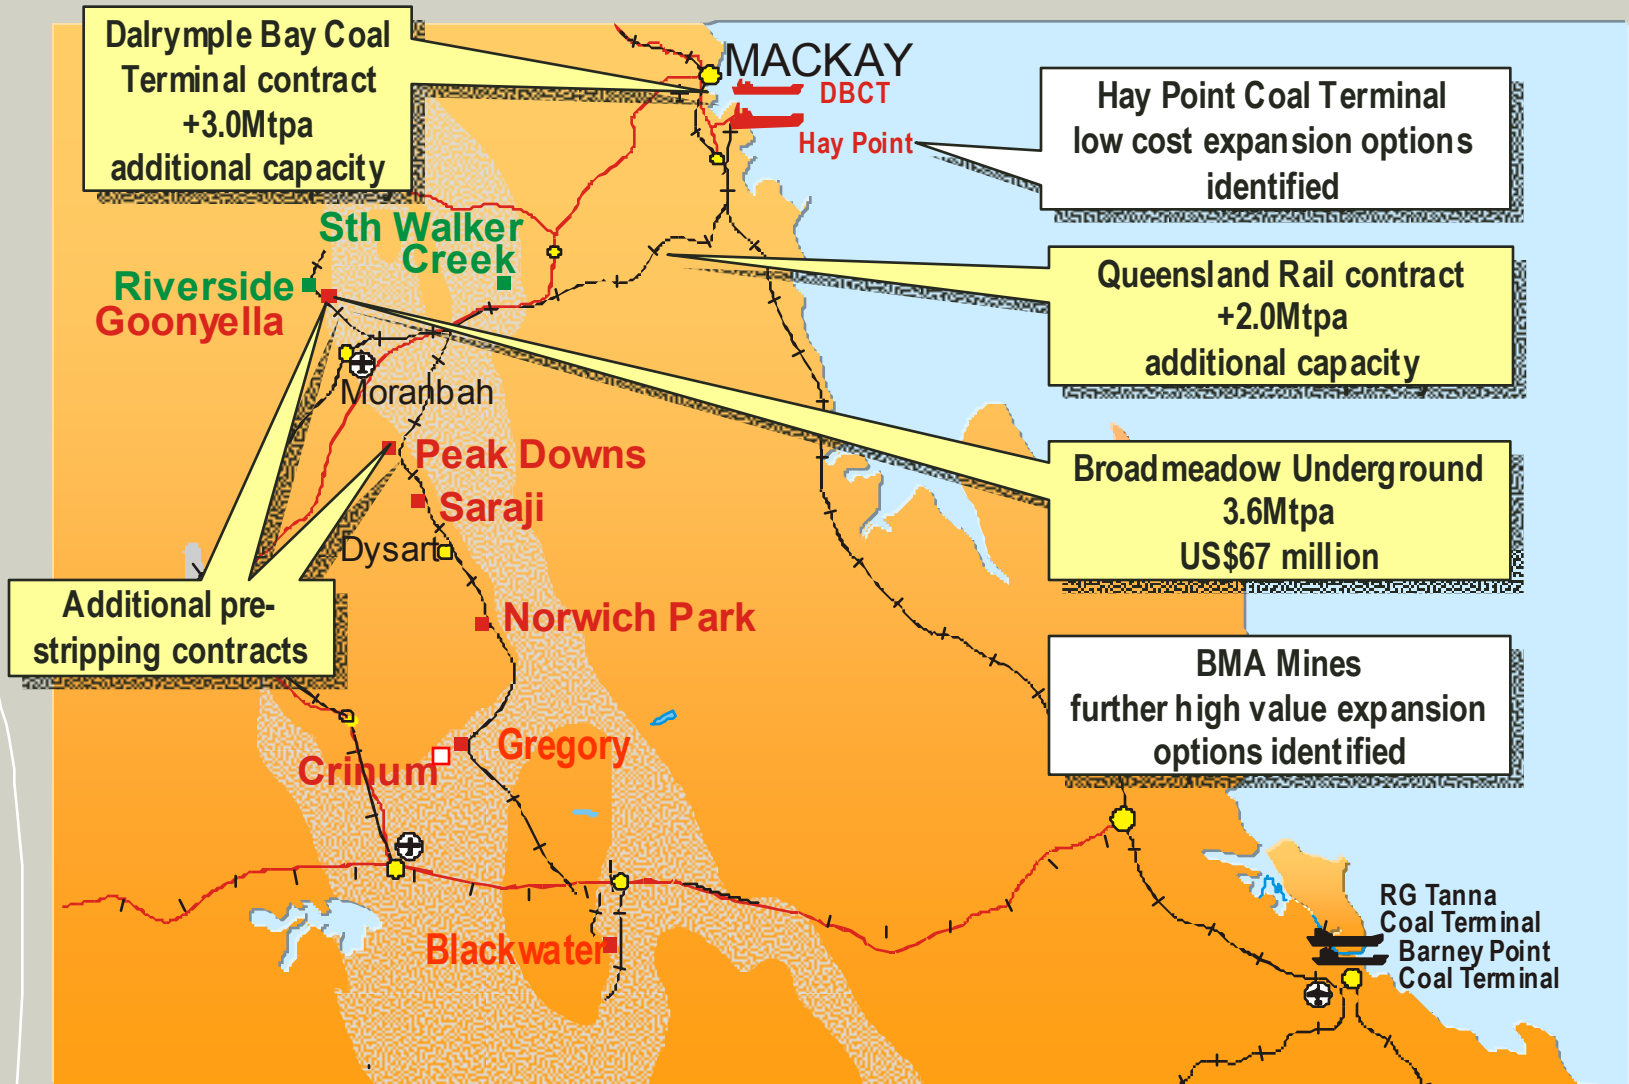 Dalrymple Bay Coal
Terminal contract
+3.0Mtpa
additional capacity
MACKAY
DBCT
Hay Point
Hay Point Coal Terminal
low cost expansion options
identified
Sth Walker
Creek
Riverside
Goonyella
Queensland Rail contract
+2.0Mtpa
additional capacity
Moranbah
Peak Downs
Saraji
Dysart
Broadmeadow Underground
3.6Mtpa
US$67 million
Additional pre-
stripping contracts
Norwich Park
BMA Mines
further high value expansion
options identified
Gregory
Crinum
Blackwater
RG Tanna
Coal Terminal
Barney Point
Coal Terminal